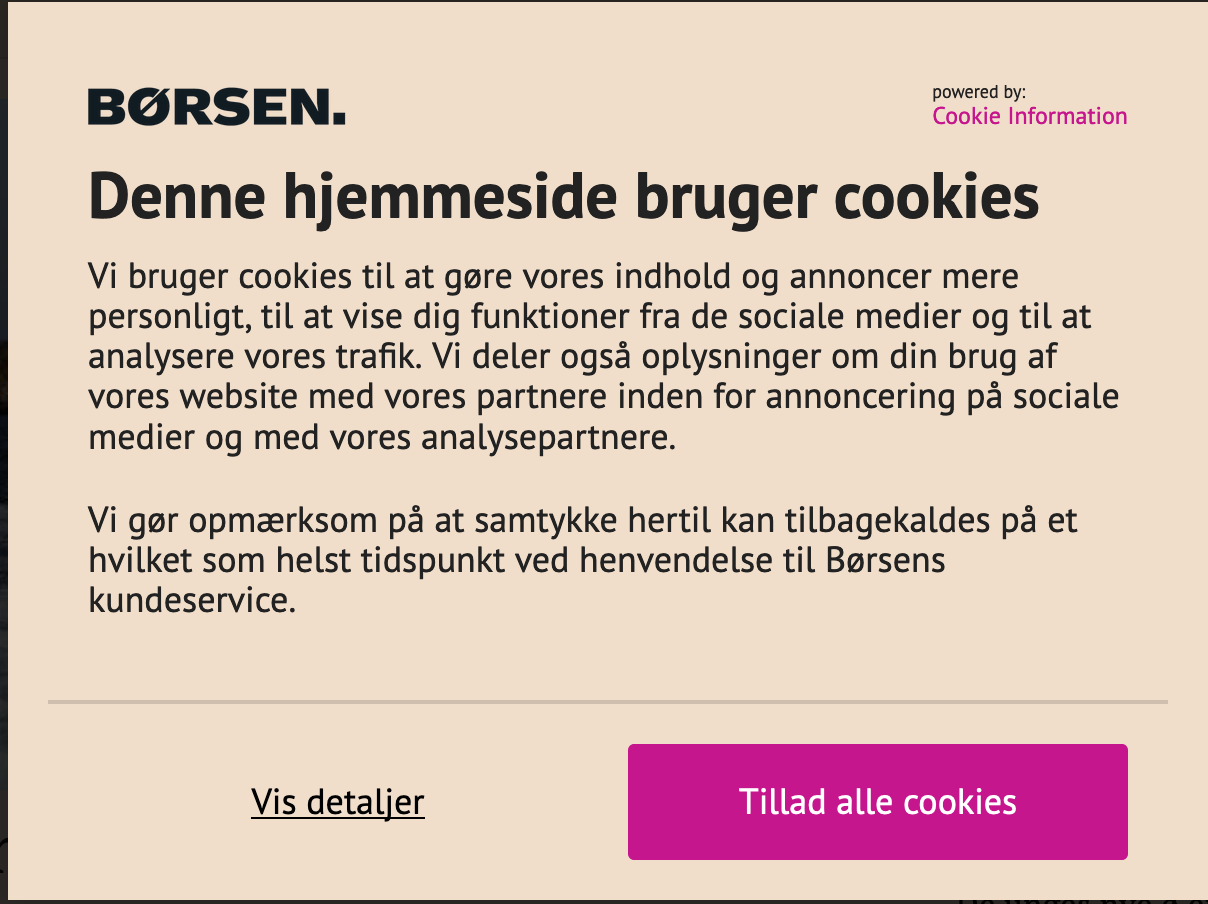 BØRSEN.
powered by:
Cookie Information
Denne hjemmeside bruger cookies
Vi bruger cookies til at gøre vores indhold og annoncer mere
personligt, til at vise dig funktioner fra de sociale medier og til at
analysere vores trafik. Vi deler også oplysninger om din brug af
vores website med vores partnere inden for annoncering på sociale
medier og med vores analysepartnere.
Vi gør opmærksom på at samtykke hertil kan tilbagekaldes på et
hvilket som helst tidspunkt ved henvendelse til Børsens
kundeservice.
Vis detaljer
Tillad alle cookies